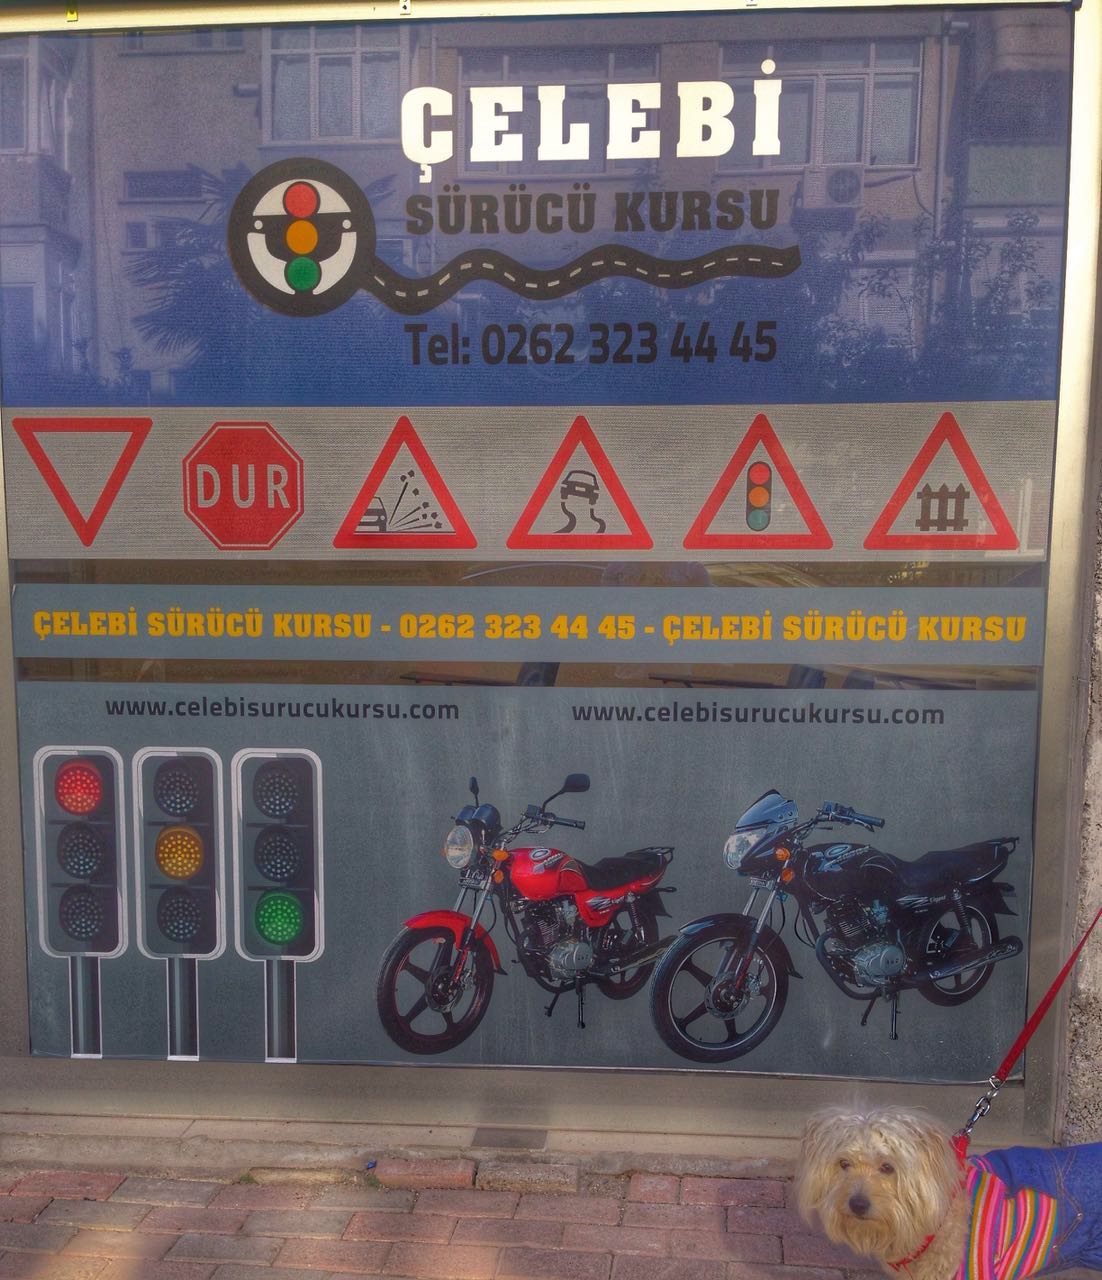 ÇELEBİ
SÜRÜCÜ KURSU
Tel: 0262 323 44 45
DUR
ÇELEBİ SÜRÜCÜ KURSU - 0262 323 44 45 - ÇELEBİ SÜRÜCÜ KURSU
www.celebisurucukursu.com www.celebisurucukursu.com